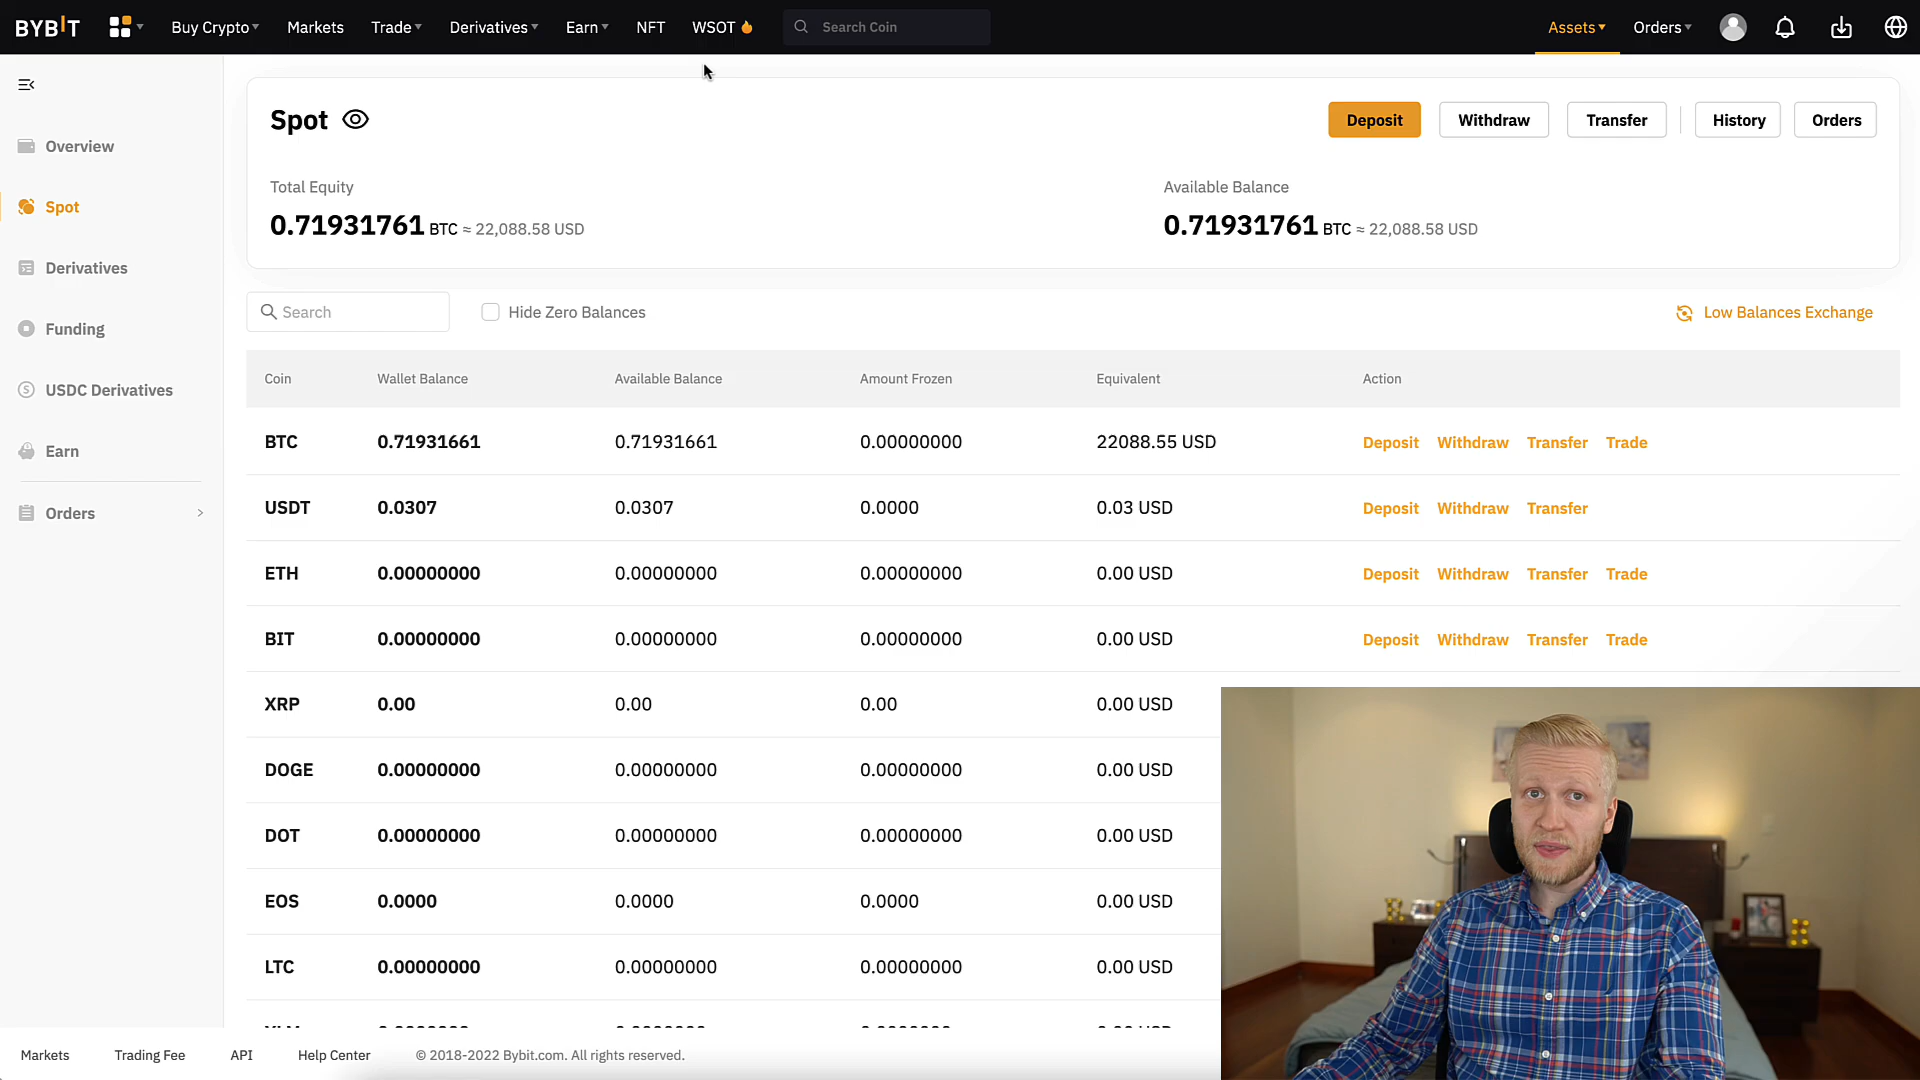 BYBIT Buy Crypto Markets Trade Derivatives Earn NFT WSOT Search Coin Assets Orders
Spot
Deposit Withdraw Transfer History Orders
Total Equity Available Balance
0.71931761 BTC ≈ 22,088.58 USD 0.71931761 BTC ≈ 22,088.58 USD
Overview
Spot
Derivatives
Funding
USDC Derivatives
Earn
Orders
Search Hide Zero Balances Low Balances Exchange
Coin Wallet Balance Available Balance Amount Frozen Equivalent Action
BTC 0.71931661 0.71931661 0.00000000 22088.55 USD Deposit Withdraw Transfer Trade
USDT 0.0307 0.0307 0.0000 0.03 USD Deposit Withdraw Transfer
ETH 0.00000000 0.00000000 0.00000000 0.00 USD Deposit Withdraw Transfer Trade
BIT 0.00000000 0.00000000 0.00000000 0.00 USD Deposit Withdraw Transfer Trade
XRP 0.00 0.00 0.00 0.00 USD
DOGE 0.00000000 0.00000000 0.00000000 0.00 USD
DOT 0.00000000 0.00000000 0.00000000 0.00 USD
EOS 0.0000 0.0000 0.0000 0.00 USD
LTC 0.00000000 0.00000000 0.00000000 0.00 USD
Markets Trading Fee API Help Center © 2018-2022 Bybit.com. All rights reserved.